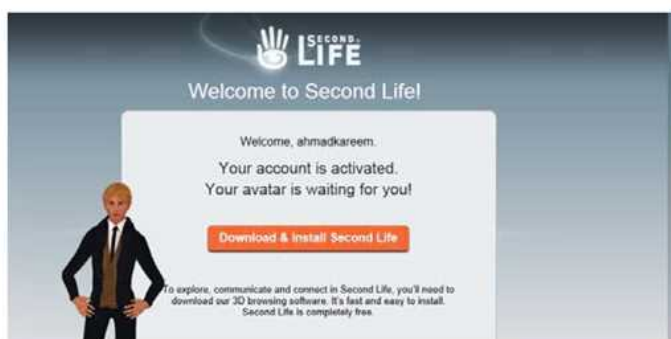 SECOND
LIFE
Welcome to Second Life!
Welcome, ahmadkareem.
Your account is activated.
Your avatar is waiting for you!
Download & Install Second Life
To explore, communicate and connect in Second Life, you'll need to
download our 3D browsing software. It's fast and easy to install.
Second Life is completely free.